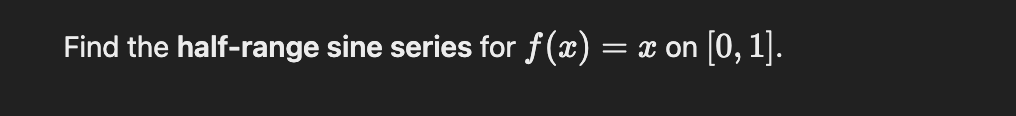 Find the half-range sine series for f(x) = x on [0, 1].